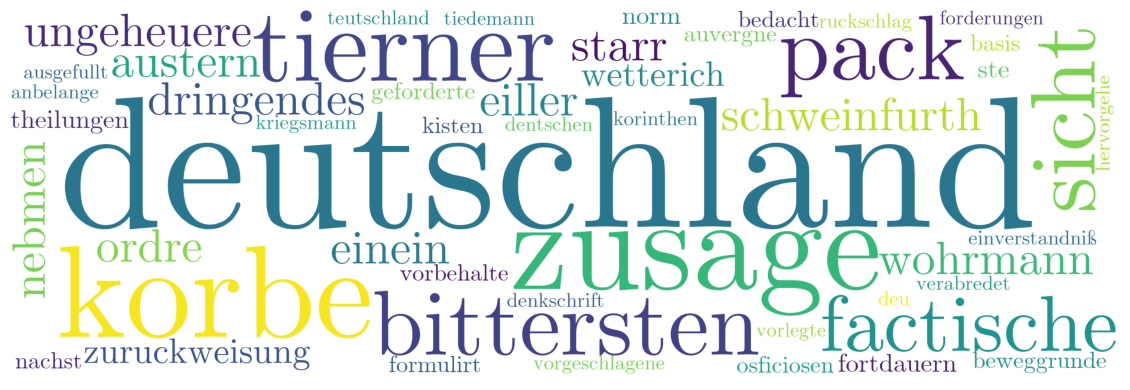 teutschland tiedemann norm bedacht ruckschlag forderungen
ungeheuere tierner starr auvergne pack basis sicht
ausgefullt austern wetterich ste
anbelange dringendes geforderte eiller schweinfurth hervorgehe
theilungen kriegsmann kisten dentschen korinthen
deutschland
nebmen ordre einein zusage einverstandniß
korbe vorbehalte wohrmann
bittersten denkschrift deu verabredet
vorlegte factische
nachst zuruckweisung formulirt vorgeschlagene osficiosen fortdauern beweggrunde